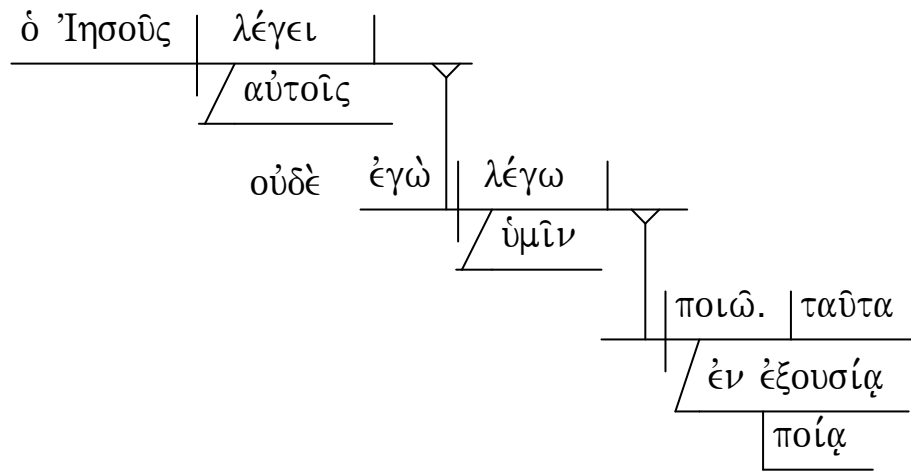 ὁ Ἰησοῦς λέγει
αὐτοῖς
οὐδὲ ἐγὼ λέγω
ὑμῖν
ποιῶ. ταῦτα
ἐν ἐξουσίᾳ
ποίᾳ